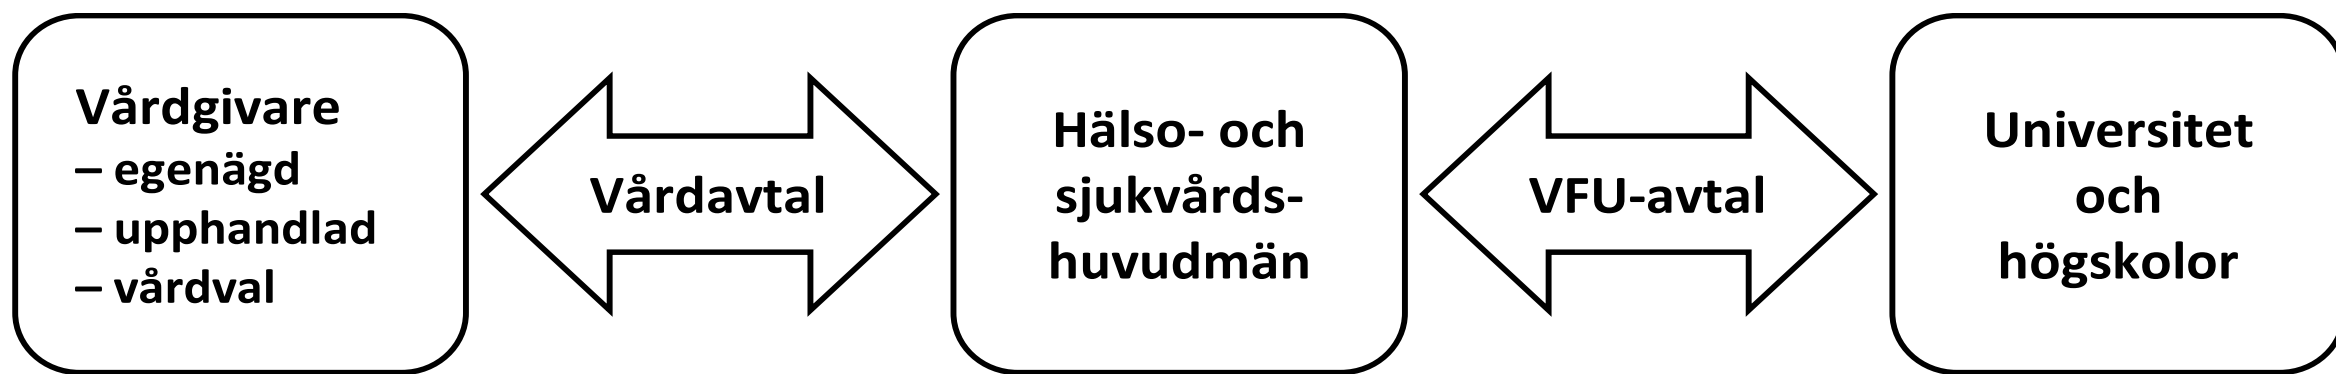 Vårdgivare
– egenägd
– upphandlad
– vårdval
Vårdavtal
Hälso- och
sjukvårds-
huvudmän
VFU-avtal
Universitet
och
högskolor